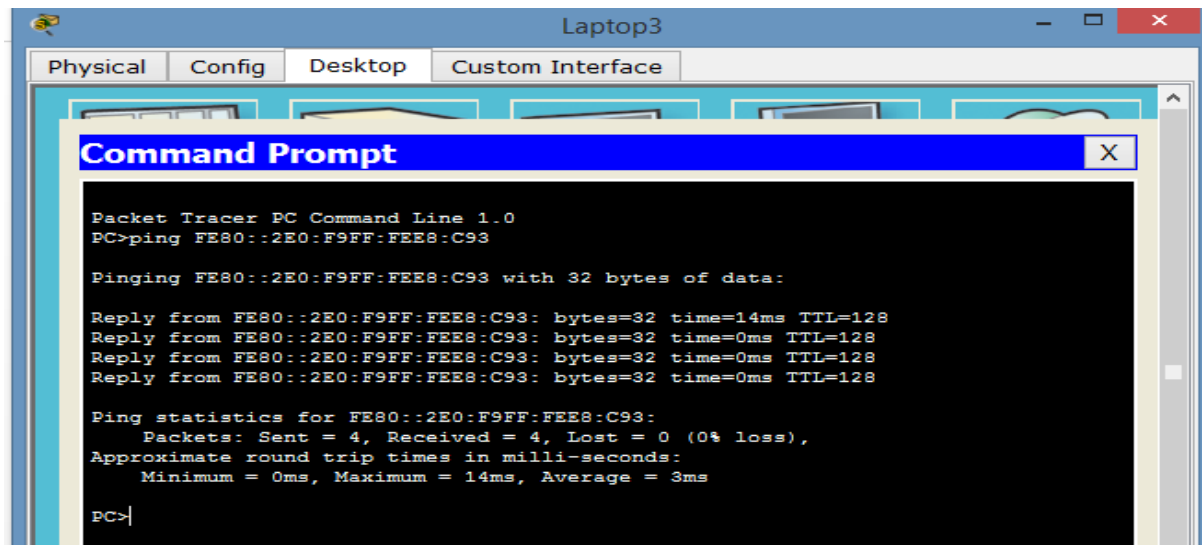 Laptop3
Physical Config Desktop Custom Interface
Command Prompt X
Packet Tracer PC Command Line 1.0
PC>ping FE80::2E0:F9FF:FEE8:C93
Pinging FE80::2E0:F9FF:FEE8:C93 with 32 bytes of data:
Reply from FE80::2E0:F9FF:FEE8:C93: bytes=32 time=14ms TTL=128
Reply from FE80::2E0:F9FF:FEE8:C93: bytes=32 time=0ms TTL=128
Reply from FE80::2E0:F9FF:FEE8:C93: bytes=32 time=0ms TTL=128
Reply from FE80::2E0:F9FF:FEE8:C93: bytes=32 time=0ms TTL=128
Ping statistics for FE80::2E0:F9FF:FEE8:C93:
Packets: Sent = 4, Received = 4, Lost = 0 (0% loss),
Approximate round trip times in milli-seconds:
Minimum = 0ms, Maximum = 14ms, Average = 3ms
PC>